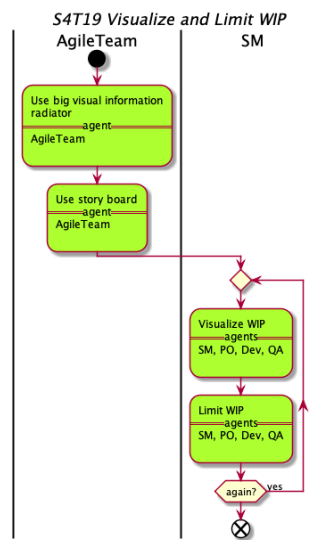 S4T19 Visualize and Limit WIP
AgileTeam
SM
Use big visual information
radiator
agent
AgileTeam
Use story board
agent
AgileTeam
Visualize WIP
agents
SM, PO, Dev, QA
Limit WIP
agents
SM, PO, Dev, QA
again?
yes